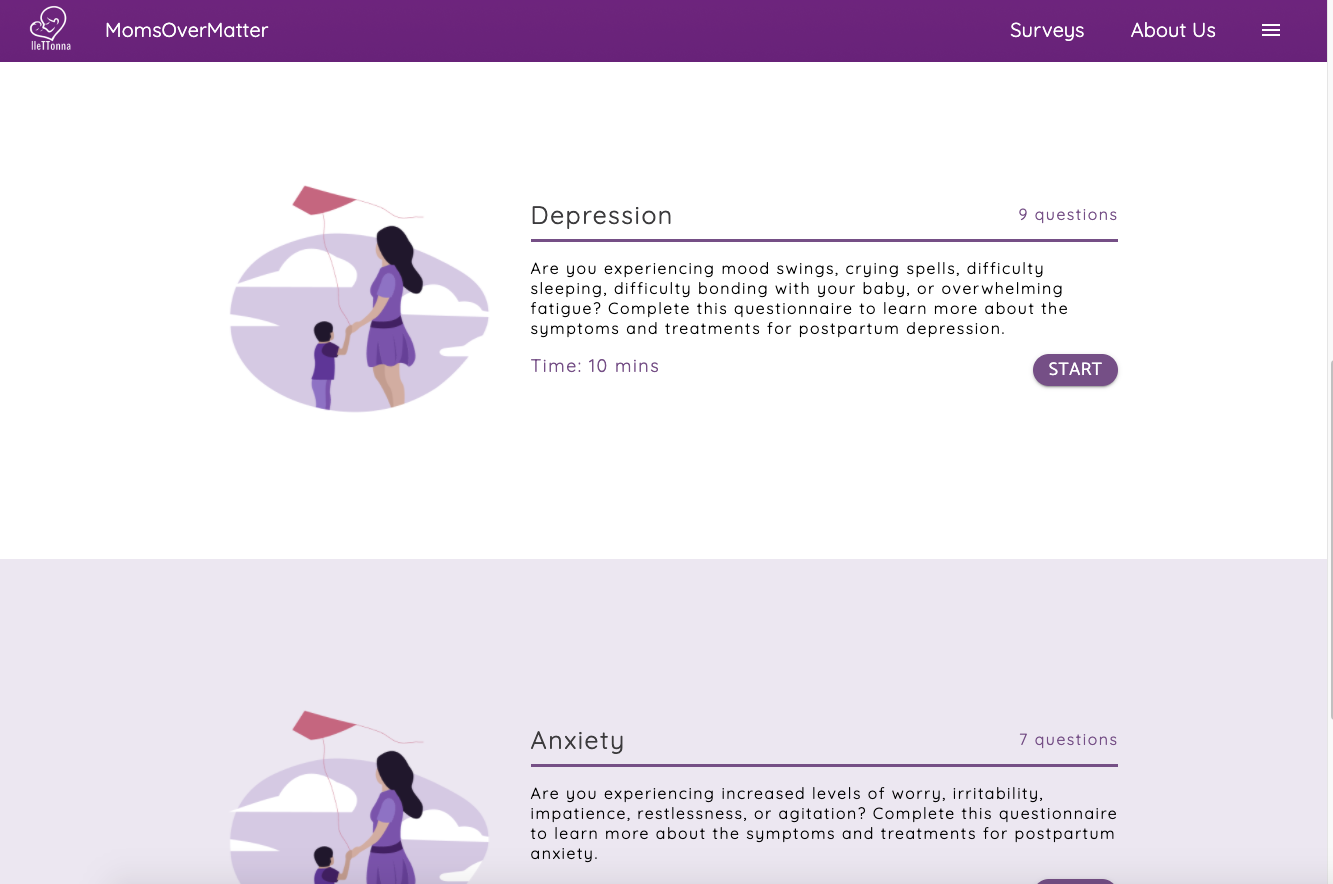 IleTTonna
MomsOverMatter
Surveys
About Us
Depression
9 questions
Are you experiencing mood swings, crying spells, difficulty
sleeping, difficulty bonding with your baby, or overwhelming
fatigue? Complete this questionnaire to learn more about the
symptoms and treatments for postpartum depression.
Time: 10 mins
START
Anxiety
7 questions
Are you experiencing increased levels of worry, irritability,
impatience, restlessness, or agitation? Complete this questionnaire
to learn more about the symptoms and treatments for postpartum
anxiety.